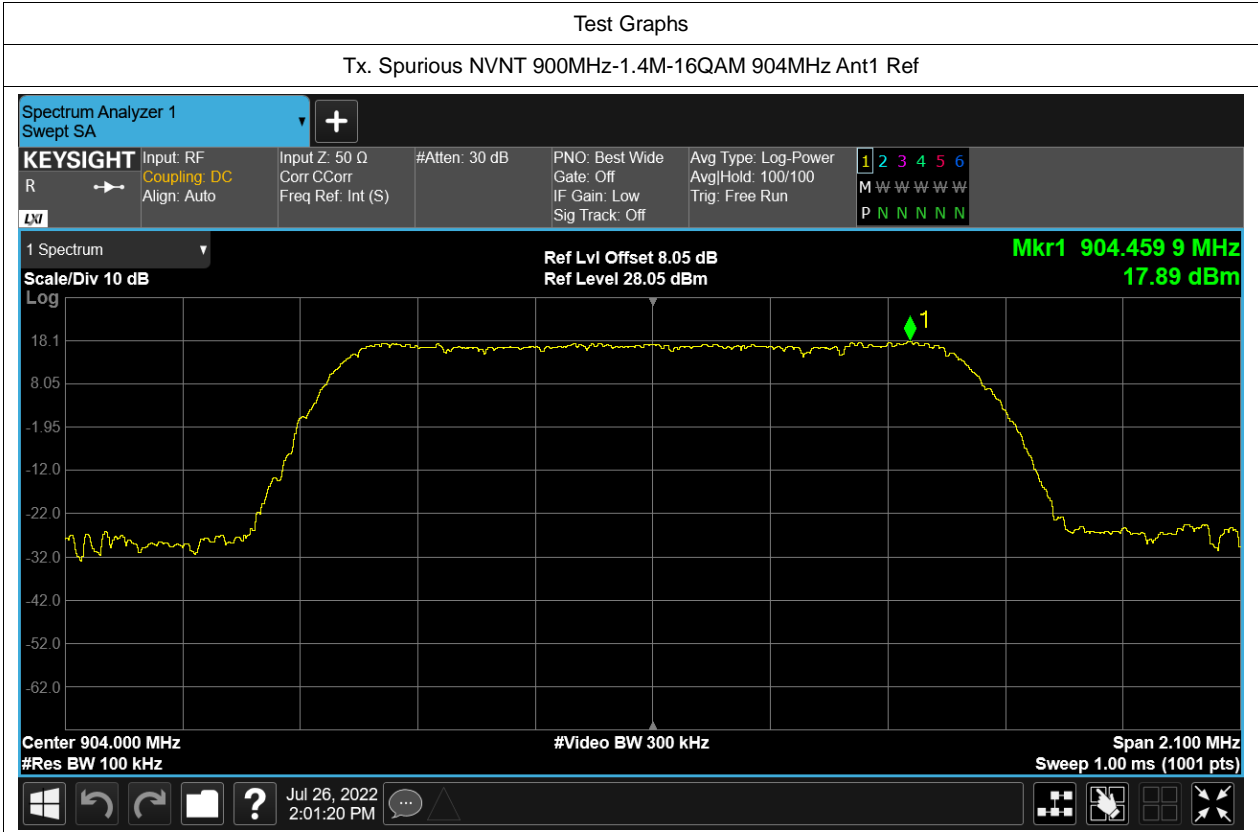 Test Graphs
Tx. Spurious NVNT 900MHz-1.4M-16QAM 904MHz Ant1 Ref
Spectrum Analyzer 1
Swept SA
KEYSIGHT
R
LXI
Input: RF
Coupling: DC
Align: Auto
Input Z: 50 Ω
Corr CCorr
Freq Ref: Int (S)
#Atten: 30 dB
PNO: Best Wide
Gate: Off
IF Gain: Low
Sig Track: Off
Avg Type: Log-Power
Avg|Hold: 100/100
Trig: Free Run
1 2 3 4 5 6
M W W W W W
P N N N N N
1 Spectrum
Scale/Div 10 dB
Log
Ref Lvl Offset 8.05 dB
Ref Level 28.05 dBm
Mkr1 904.459 9 MHz
17.89 dBm
1
18.1
8.05
-1.95
-12.0
-22.0
-32.0
-42.0
-52.0
-62.0
Center 904.000 MHz
#Video BW 300 kHz
Span 2.100 MHz
#Res BW 100 kHz
Sweep 1.00 ms (1001 pts)
?
Jul 26, 2022
2:01:20 PM